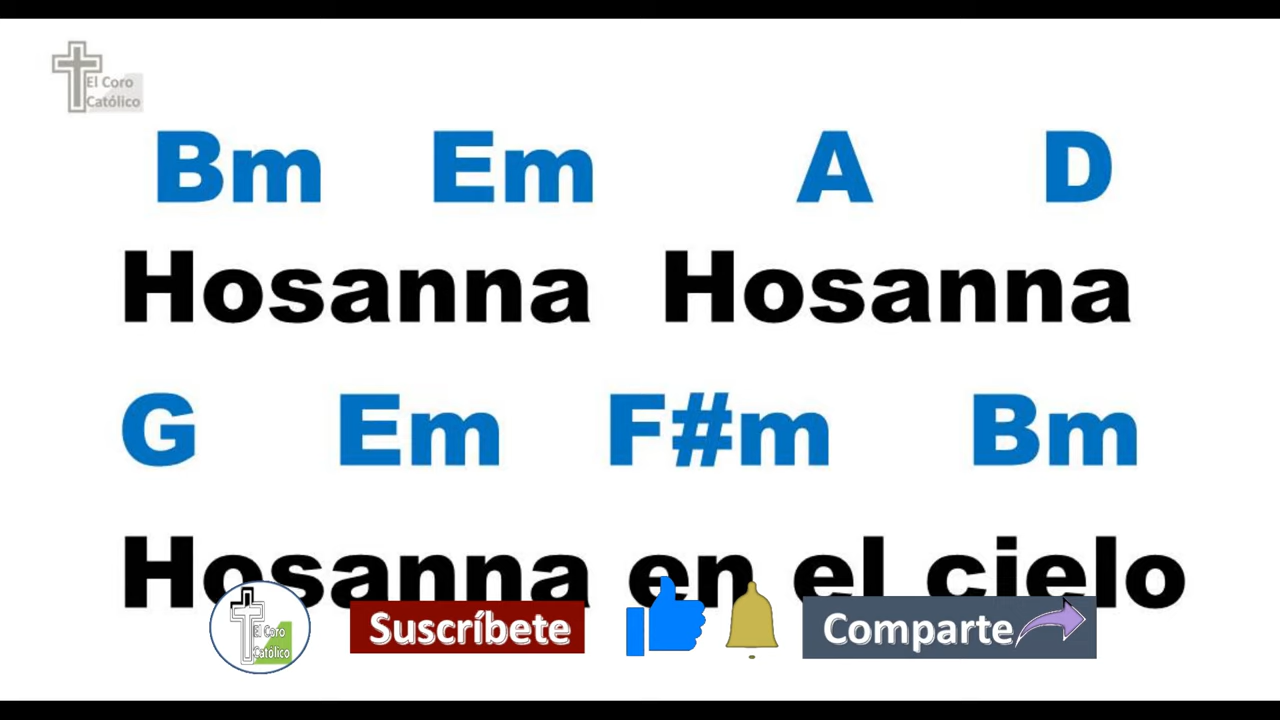 El Coro
Católico
Bm Em A D
Hosanna Hosanna
G Em F#m Bm
Hosanna en el cielo
El Coro
Católico
Suscríbete
Comparte